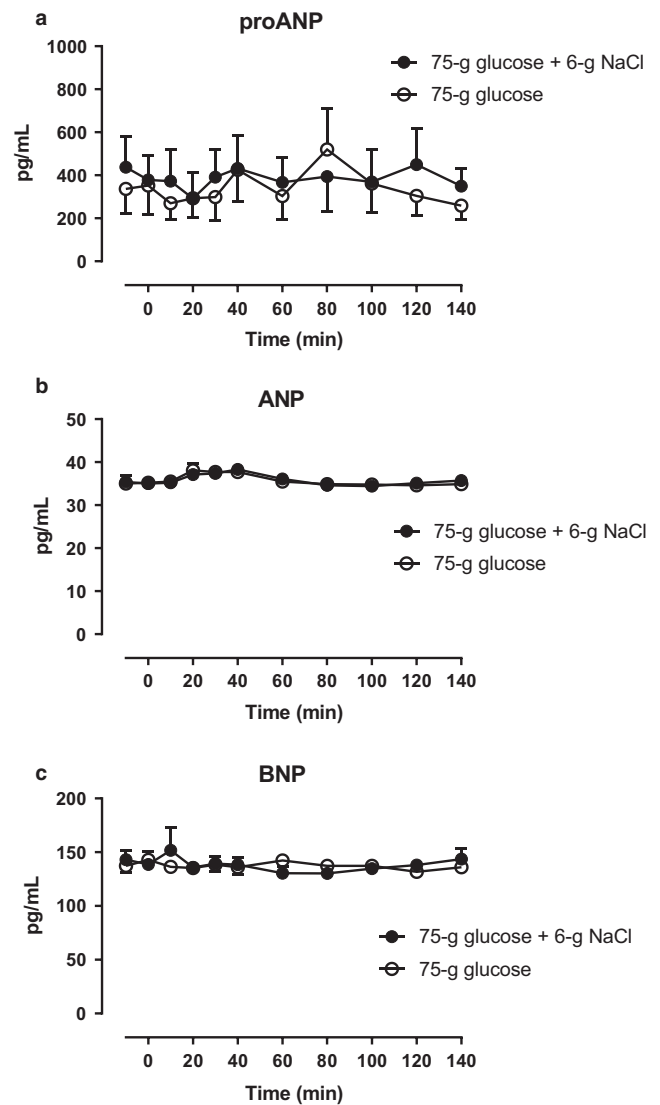 a
proANP
1000
800
600
400
200
0
pg/mL
75-g glucose + 6-g NaCl
75-g glucose
0 20 40 60 80 100 120 140
Time (min)
b
ANP
50
40
30
20
10
0
pg/mL
75-g glucose + 6-g NaCl
75-g glucose
0 20 40 60 80 100 120 140
Time (min)
c
BNP
200
150
100
50
0
pg/mL
75-g glucose + 6-g NaCl
75-g glucose
0 20 40 60 80 100 120 140
Time (min)